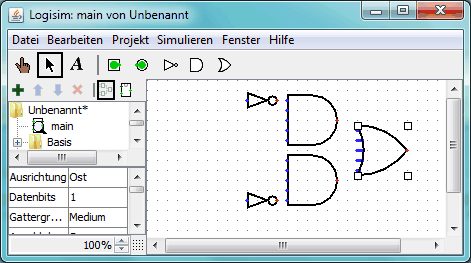 Logisim: main von Unbenannt
Datei Bearbeiten Projekt Simulieren Fenster Hilfe
A
Unbenannt*
main
Basis
Ausrichtung Ost
Datenbits 1
Gattergr... Medium
100%